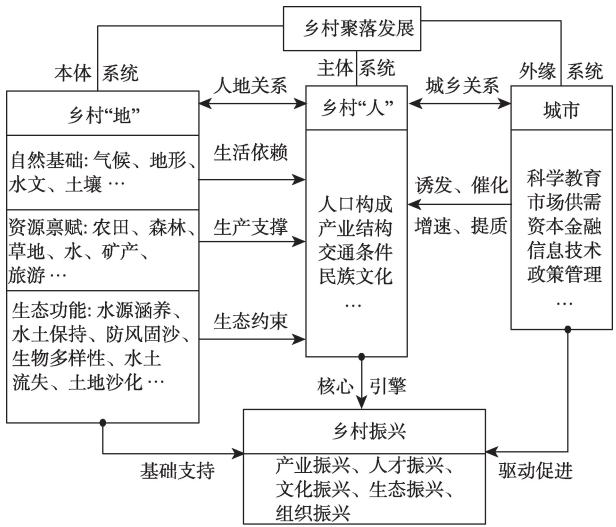 乡村聚落发展
本体 系统
主体 系统
外缘 系统
乡村“地”
人地关系
乡村“人”
城乡关系
城市
自然基础: 气候、地形、
水文、土壤…
生活依赖
资源禀赋: 农田、森林、
草地、水、矿产、
旅游…
生产支撑
生态功能: 水源涵养、
水土保持、防风固沙、
生物多样性、水土
流失、土地沙化…
生态约束
人口构成
产业结构
交通条件
民族文化
…
诱发、催化
增速、提质
科学教育
市场供需
资本金融
信息技术
政策管理
…
核心 引擎
基础支持
乡村振兴
产业振兴、人才振兴、
文化振兴、生态振兴、
组织振兴
驱动促进